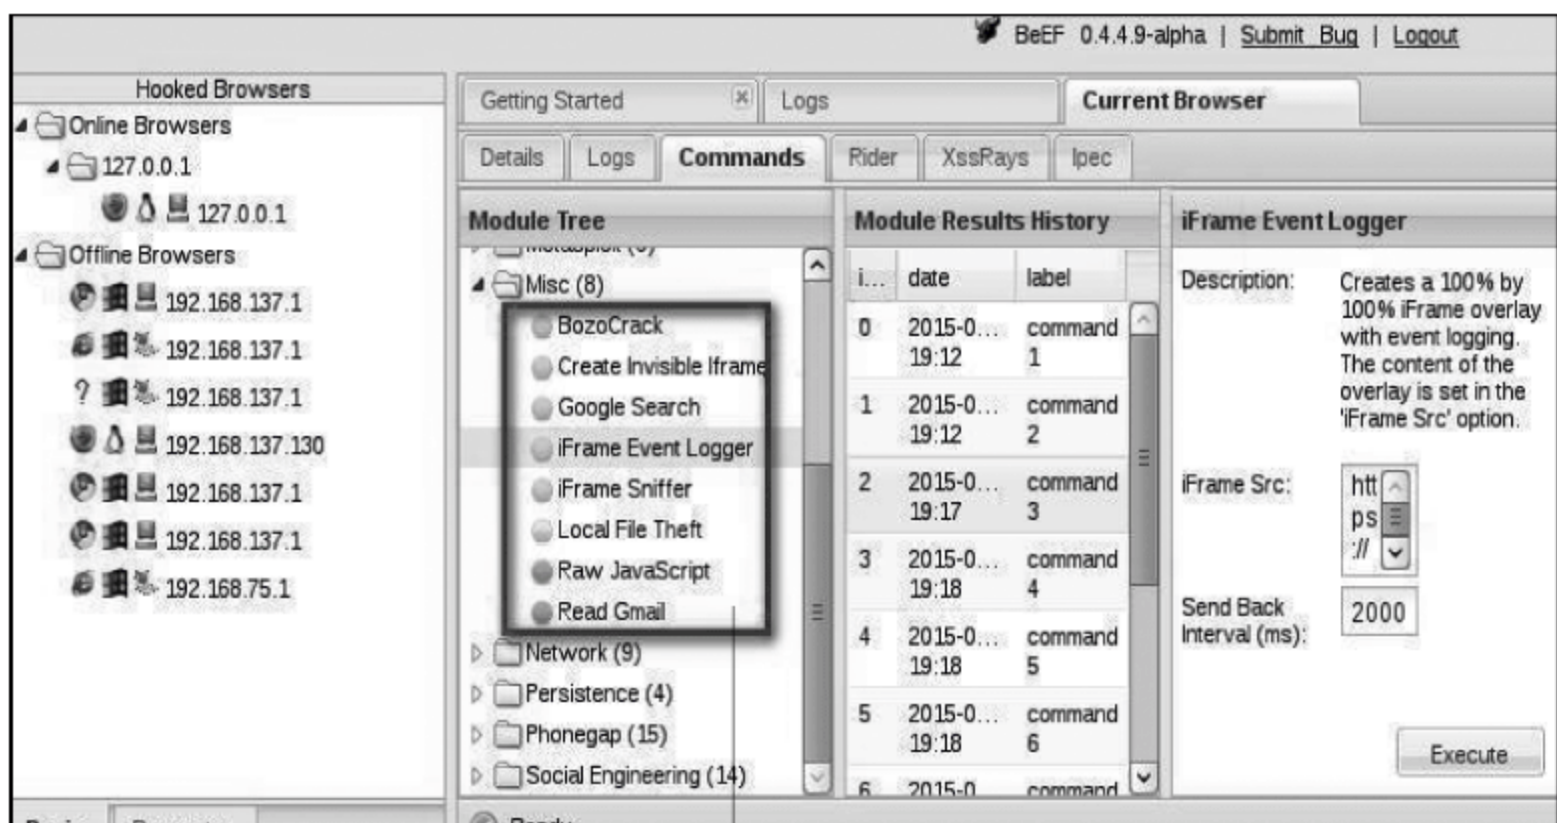 BeEF 0.4.4.9-alpha | Submit Bug | Logout
Hooked Browsers
Online Browsers
127.0.0.1
127.0.0.1
Offline Browsers
192.168.137.1
192.168.137.1
? 192.168.137.1
192.168.137.130
192.168.137.1
192.168.137.1
192.168.75.1
Getting Started
Logs
Current Browser
Details
Logs
Commands
Rider
XssRays
Ipec
Module Tree
Misc (8)
BozoCrack
Create Invisible Iframe
Google Search
iFrame Event Logger
iFrame Sniffer
Local File Theft
Raw JavaScript
Read Gmail
Network (9)
Persistence (4)
Phonegap (15)
Social Engineering (14)
Module Results History
i... date label
0 2015-0... command
19:12 1
1 2015-0... command
19:12 2
2 2015-0... command
19:17 3
3 2015-0... command
19:18 4
4 2015-0... command
19:18 5
5 2015-0... command
19:18 6
6 2015-0 command
iFrame Event Logger
Description: Creates a 100% by
100% iFrame overlay
with event logging.
The content of the
overlay is set in the
'iFrame Src' option.
iFrame Src: htt
ps
://
Send Back
Interval (ms):
2000
Execute
Ready